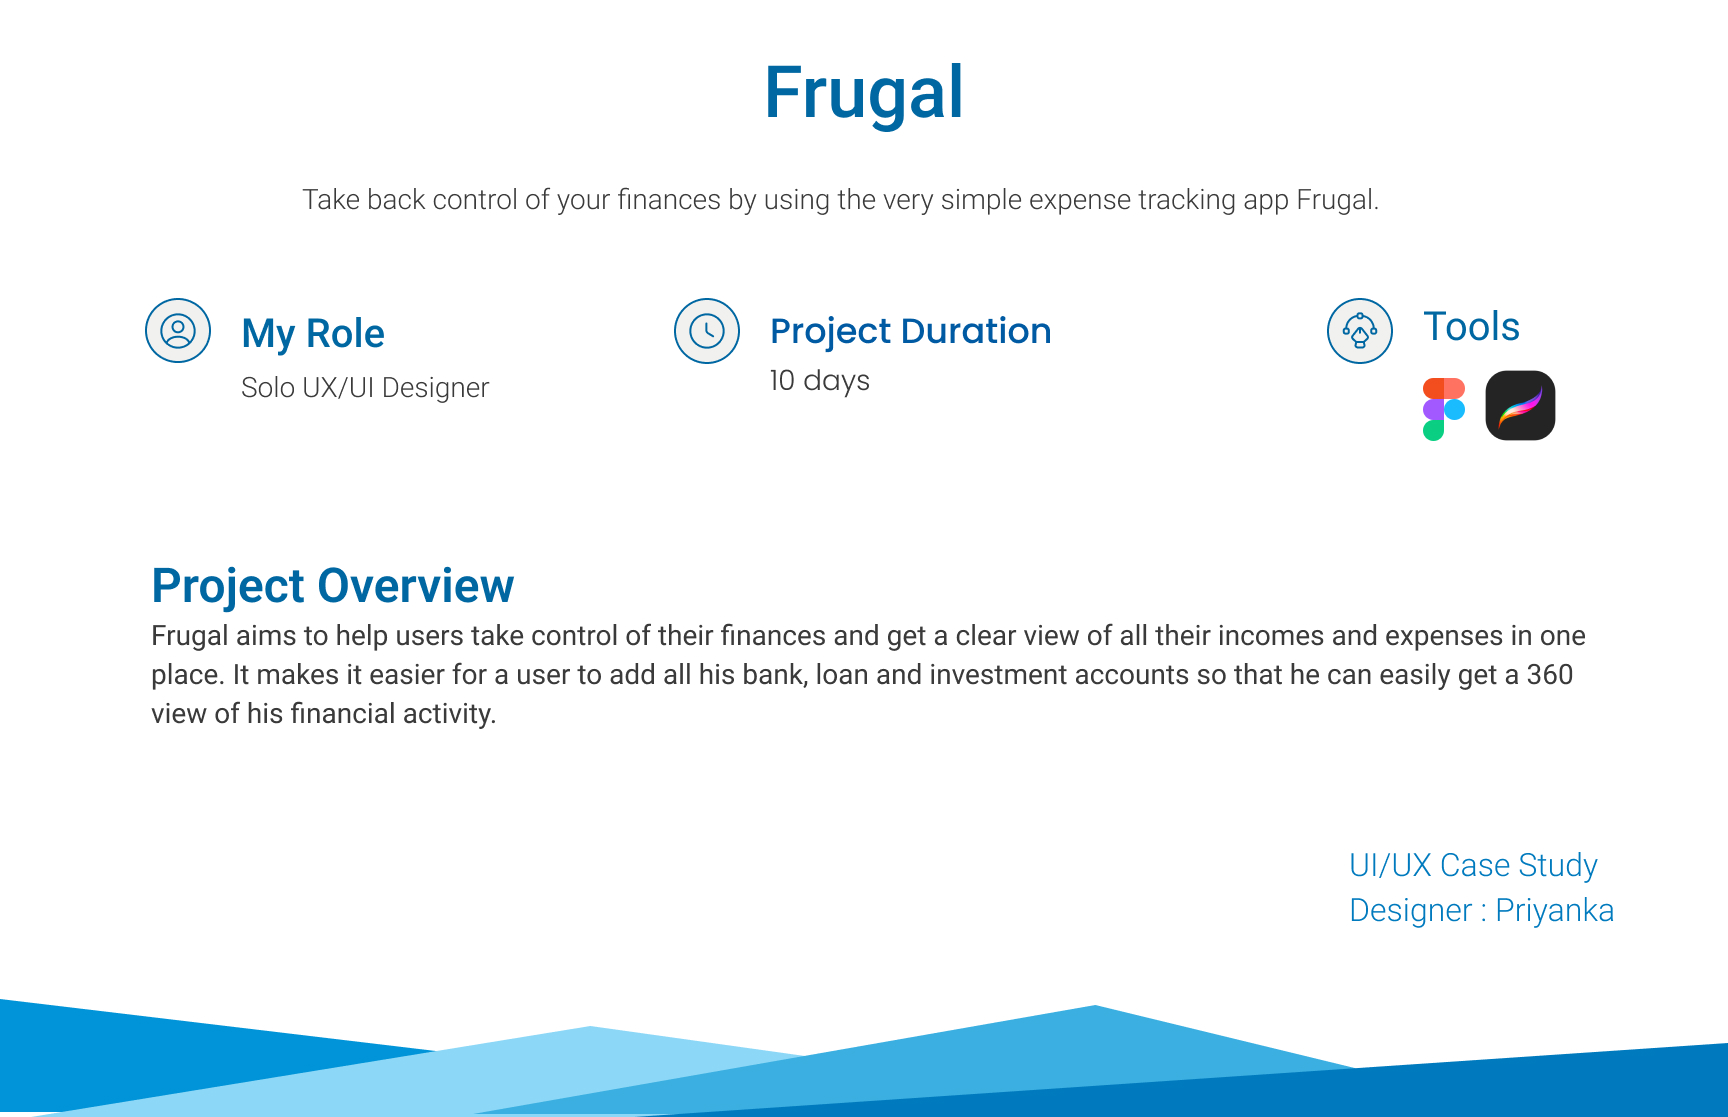 Frugal
Take back control of your finances by using the very simple expense tracking app Frugal.
My Role
Solo UX/UI Designer
Project Duration
10 days
Tools
Project Overview
Frugal aims to help users take control of their finances and get a clear view of all their incomes and expenses in one
place. It makes it easier for a user to add all his bank, loan and investment accounts so that he can easily get a 360
view of his financial activity.
UI/UX Case Study
Designer : Priyanka